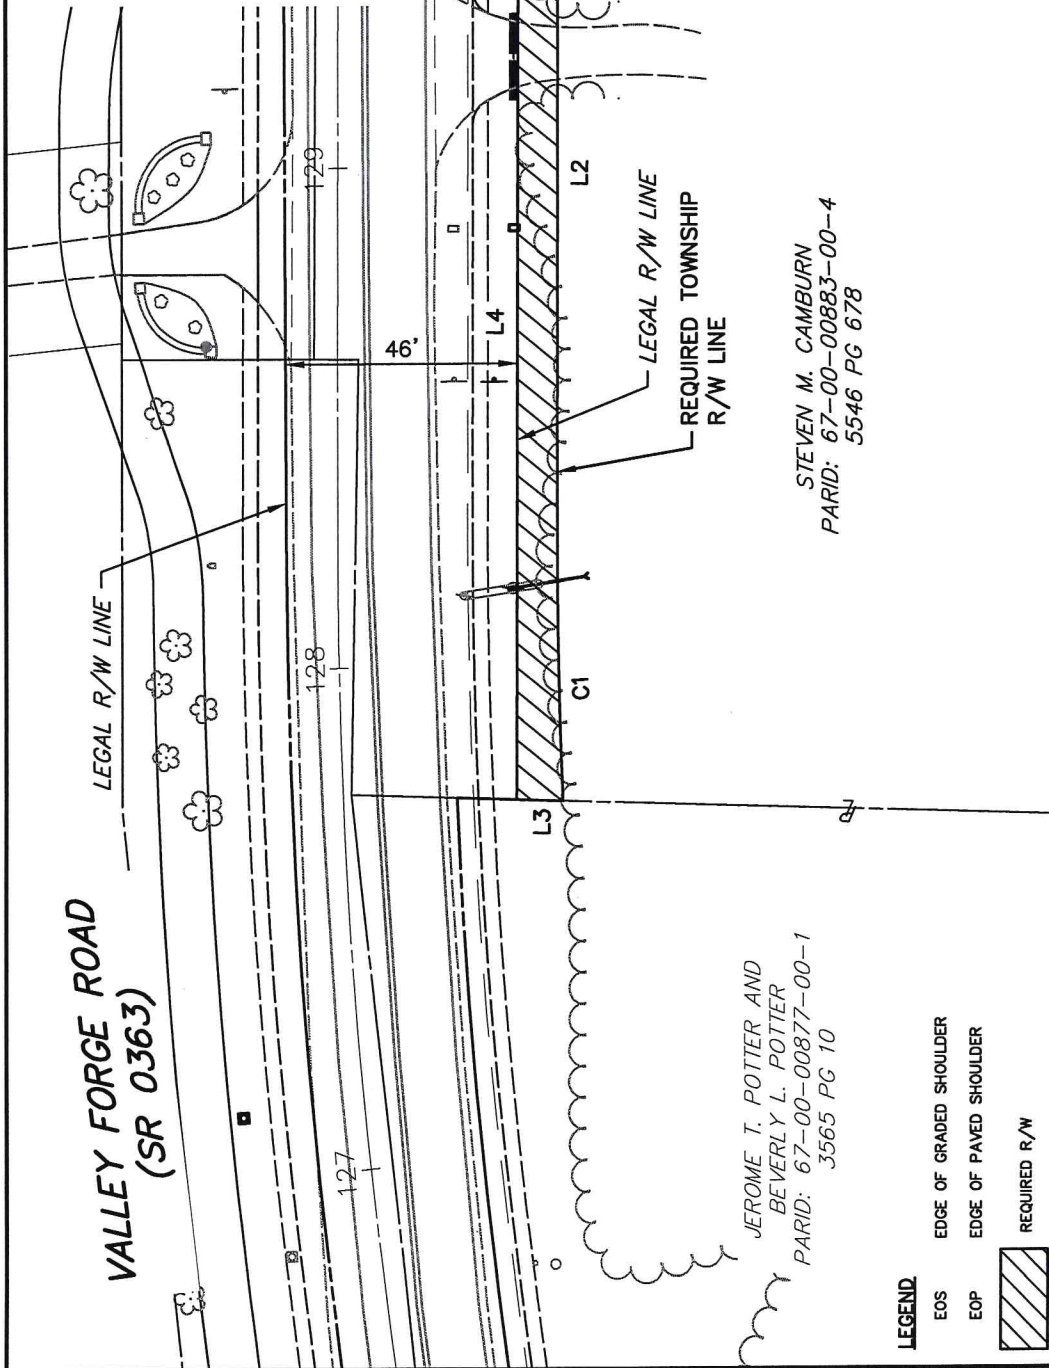 VALLEY FORGE ROAD
(SR 0363)
LEGAL R/W LINE
127
128
129
46'
L4
L3
C1
L2
LEGAL R/W LINE
REQUIRED TOWNSHIP
R/W LINE
JEROME T. POTTER AND
BEVERLY L. POTTER
PARID: 67-00-00877-00-1
3565 PG 10
STEVEN M. CAMBURN
PARID: 67-00-00883-00-4
5546 PG 678
LEGEND
EOS EDGE OF GRADED SHOULDER
EOP EDGE OF PAVED SHOULDER
REQUIRED R/W